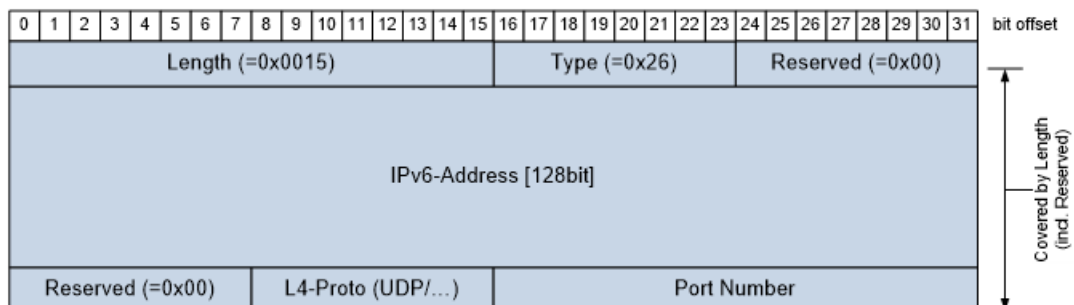 0 1 2 3 4 5 6 7 8 9 10 11 12 13 14 15 16 17 18 19 20 21 22 23 24 25 26 27 28 29 30 31 bit offset
Length (=0x0015) Type (=0x26) Reserved (=0x00)
IPv6-Address [128bit]
Covered by Length
(incl. Reserved)
Reserved (=0x00) L4-Proto (UDP/...) Port Number